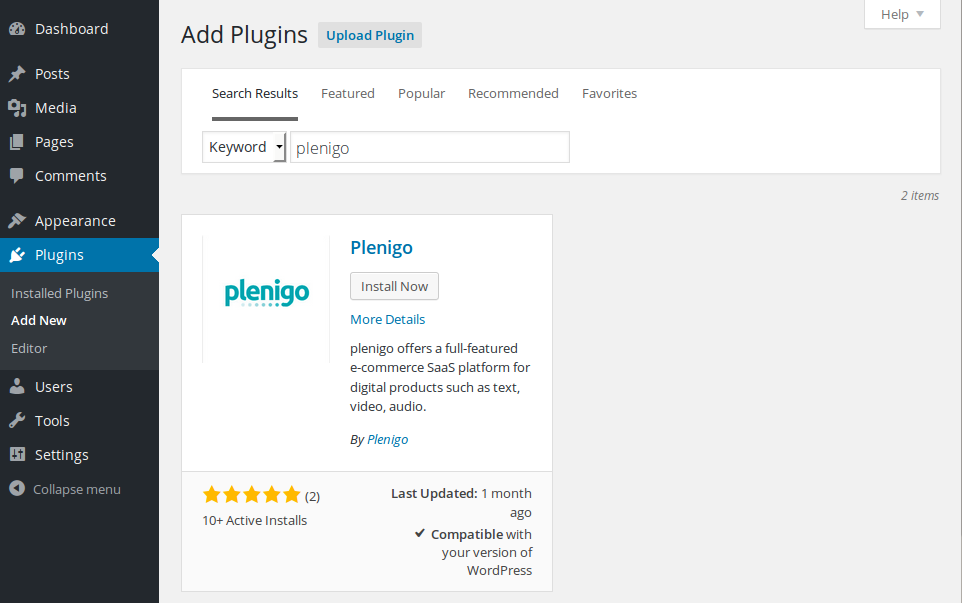 Dashboard
Posts
Media
Pages
Comments
Appearance
Plugins
Installed Plugins
Add New
Editor
Users
Tools
Settings
Collapse menu
Help
Add Plugins Upload Plugin
Search Results Featured Popular Recommended Favorites
Keyword plenigo
2 items
plenigo
Plenigo
Install Now
More Details
plenigo offers a full-featured
e-commerce SaaS platform for
digital products such as text,
video, audio.
By Plenigo
(2)
10+ Active Installs
Last Updated: 1 month
ago
Compatible with
your version of
WordPress